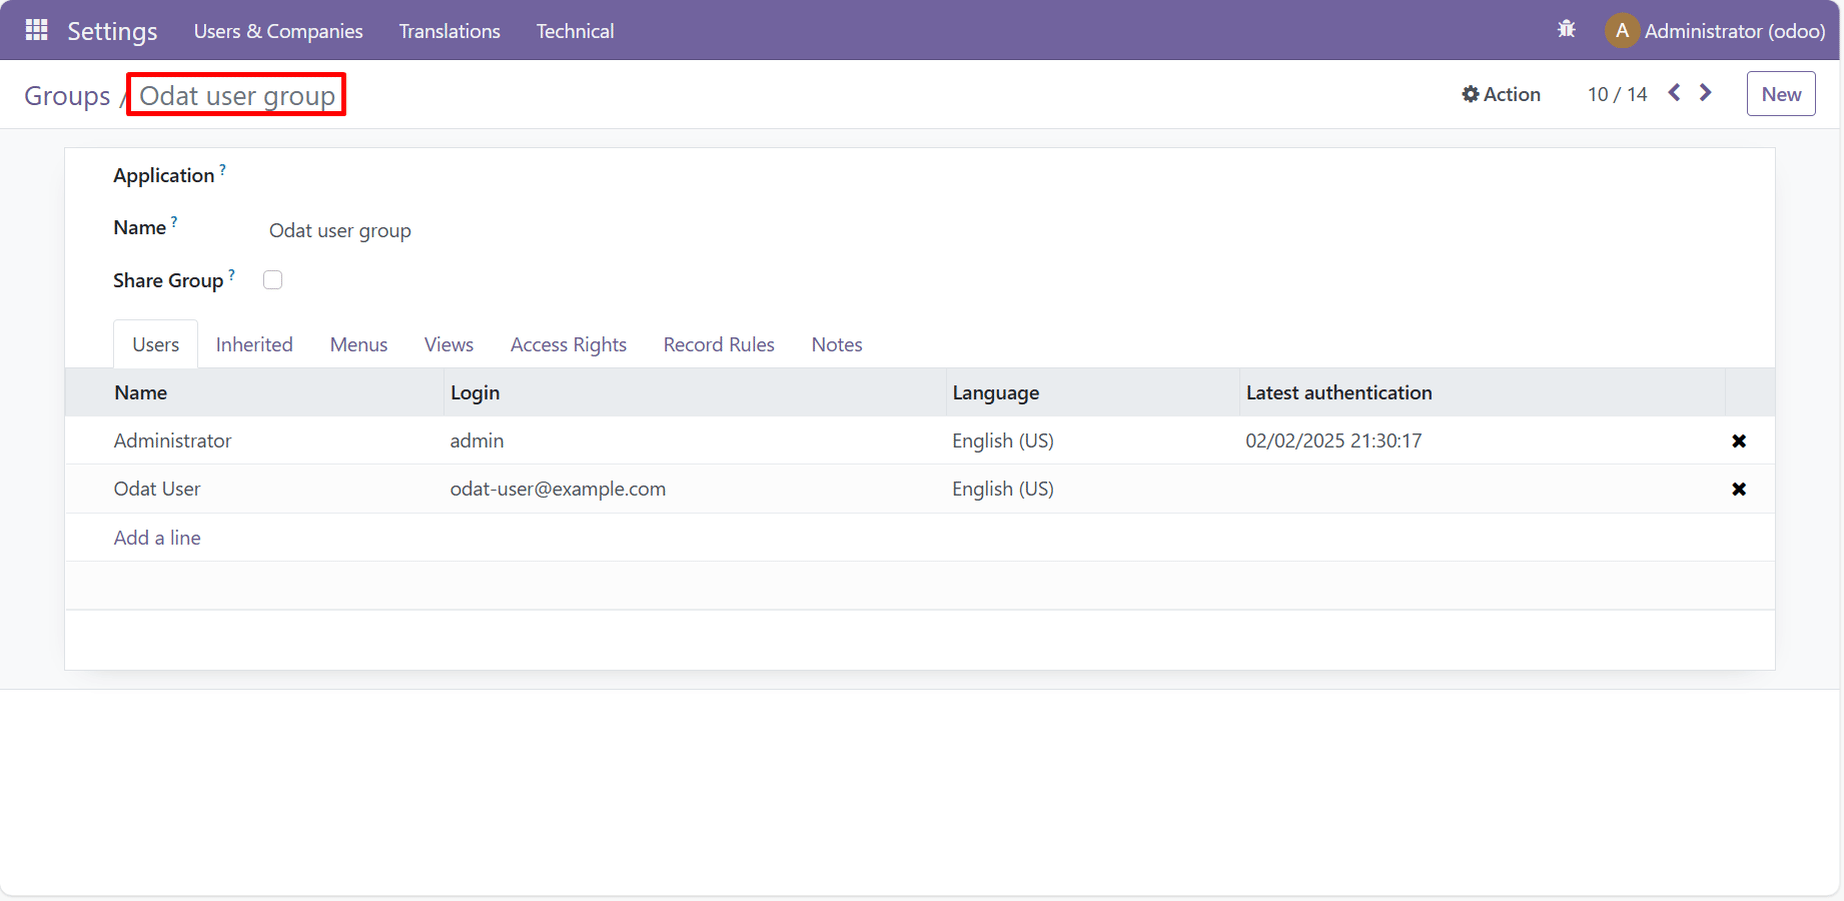 Settings Users & Companies Translations Technical A Administrator (odoo)
Groups / Odat user group Action 10 / 14 New
Application ?
Name ? Odat user group
Share Group ?
Users Inherited Menus Views Access Rights Record Rules Notes
Name Login Language Latest authentication
Administrator admin English (US) 02/02/2025 21:30:17
Odat User odat-user@example.com English (US)
Add a line